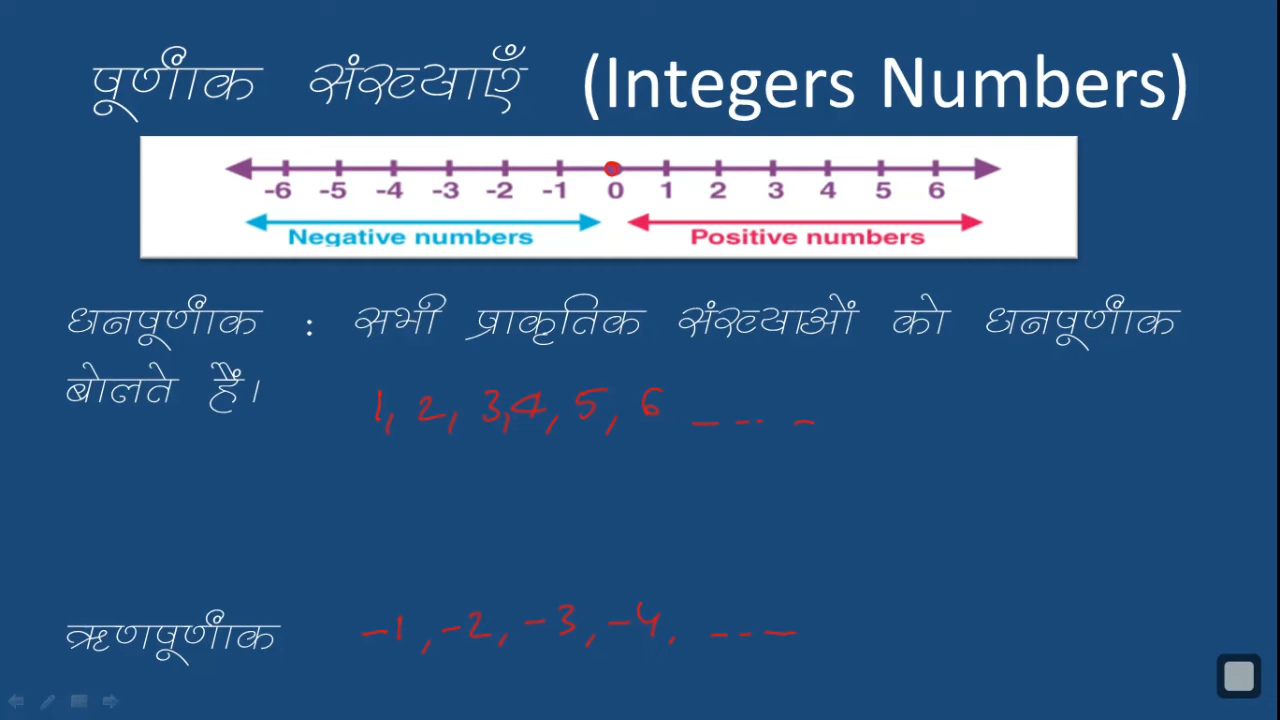 पूर्णांक संख्याएँ (Integers Numbers)
-6 -5 -4 -3 -2 -1 0 1 2 3 4 5 6
Negative numbers Positive numbers
धनपूर्णांक : सभी प्राकृतिक संख्याओं को धनपूर्णांक
बोलते हैं।
1, 2, 3, 4, 5, 6 _ _ _ _
ऋणपूर्णांक -1, -2, -3, -4, _ _ _